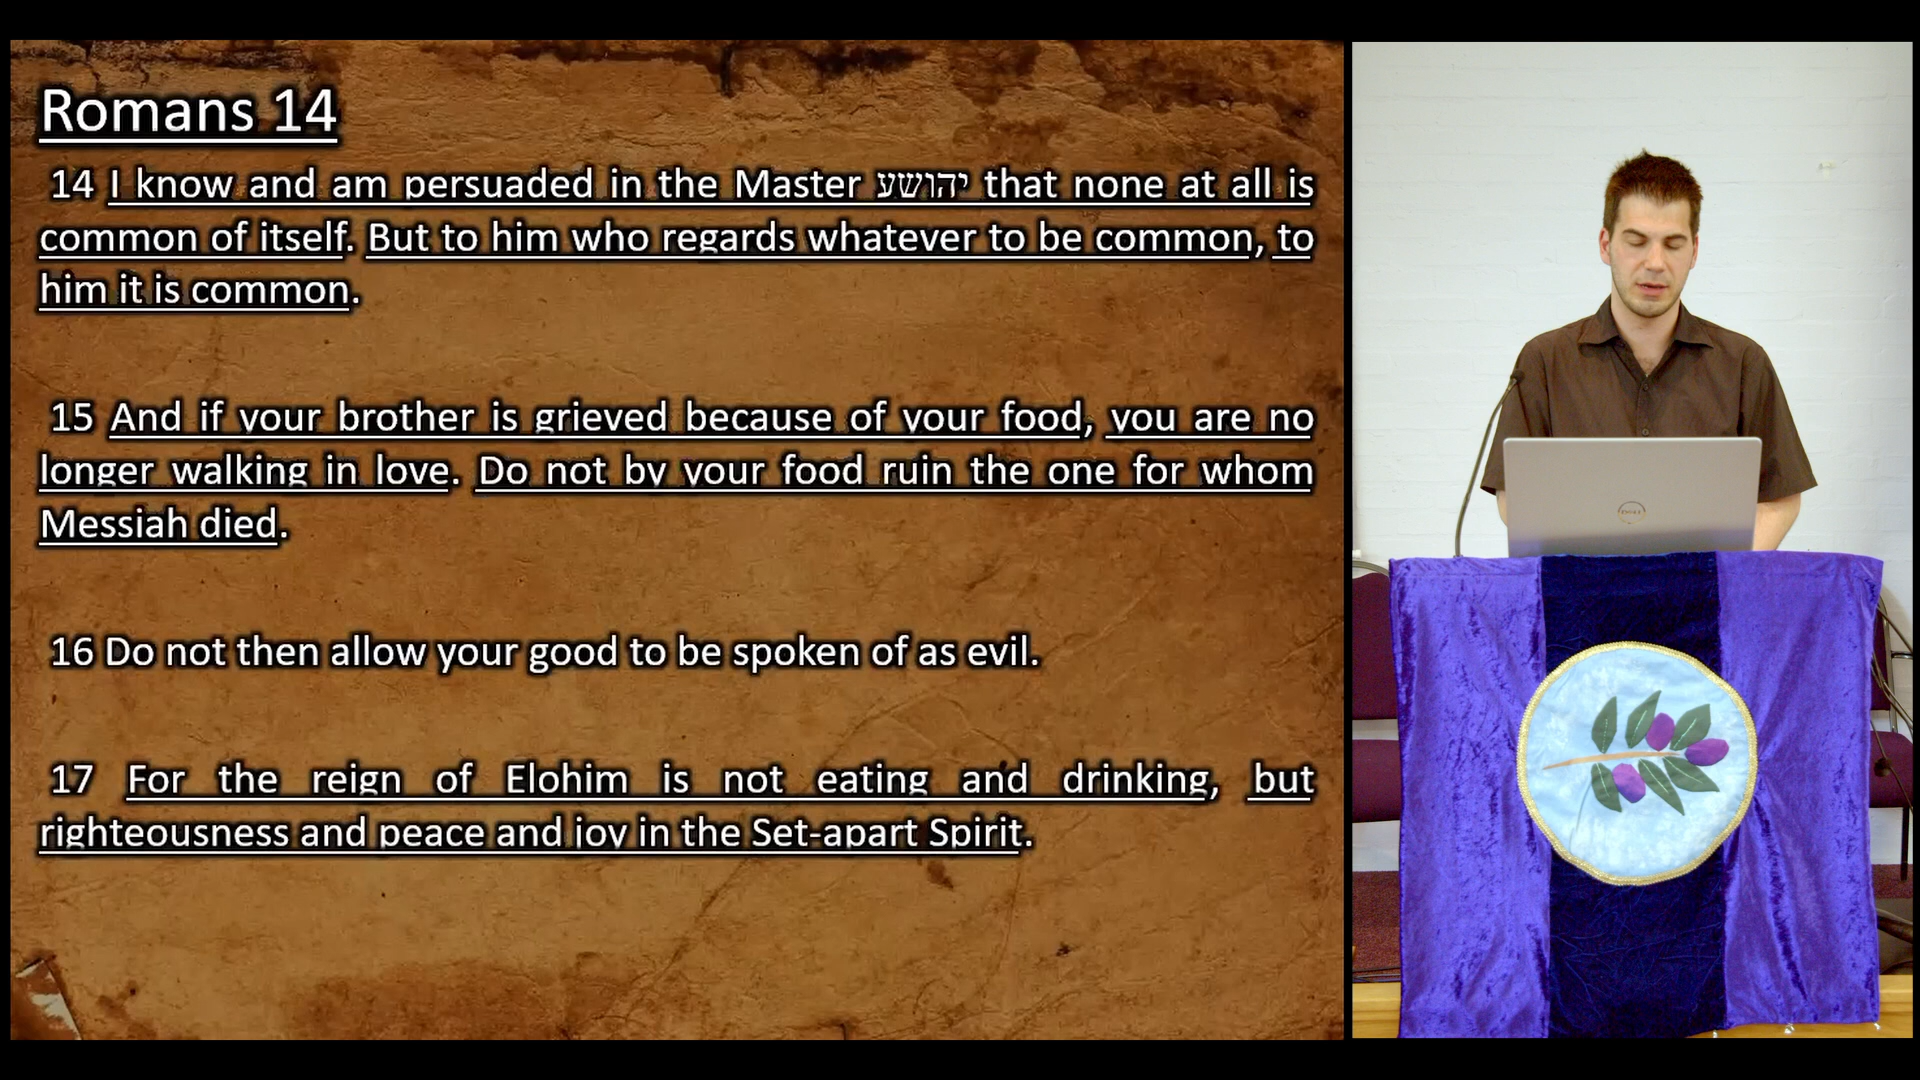 Romans 14
14 I know and am persuaded in the Master יהושע that none at all is
common of itself. But to him who regards whatever to be common, to
him it is common.
15 And if your brother is grieved because of your food, you are no
longer walking in love. Do not by your food ruin the one for whom
Messiah died.
16 Do not then allow your good to be spoken of as evil.
17 For the reign of Elohim is not eating and drinking, but
righteousness and peace and joy in the Set-apart Spirit.
DELL